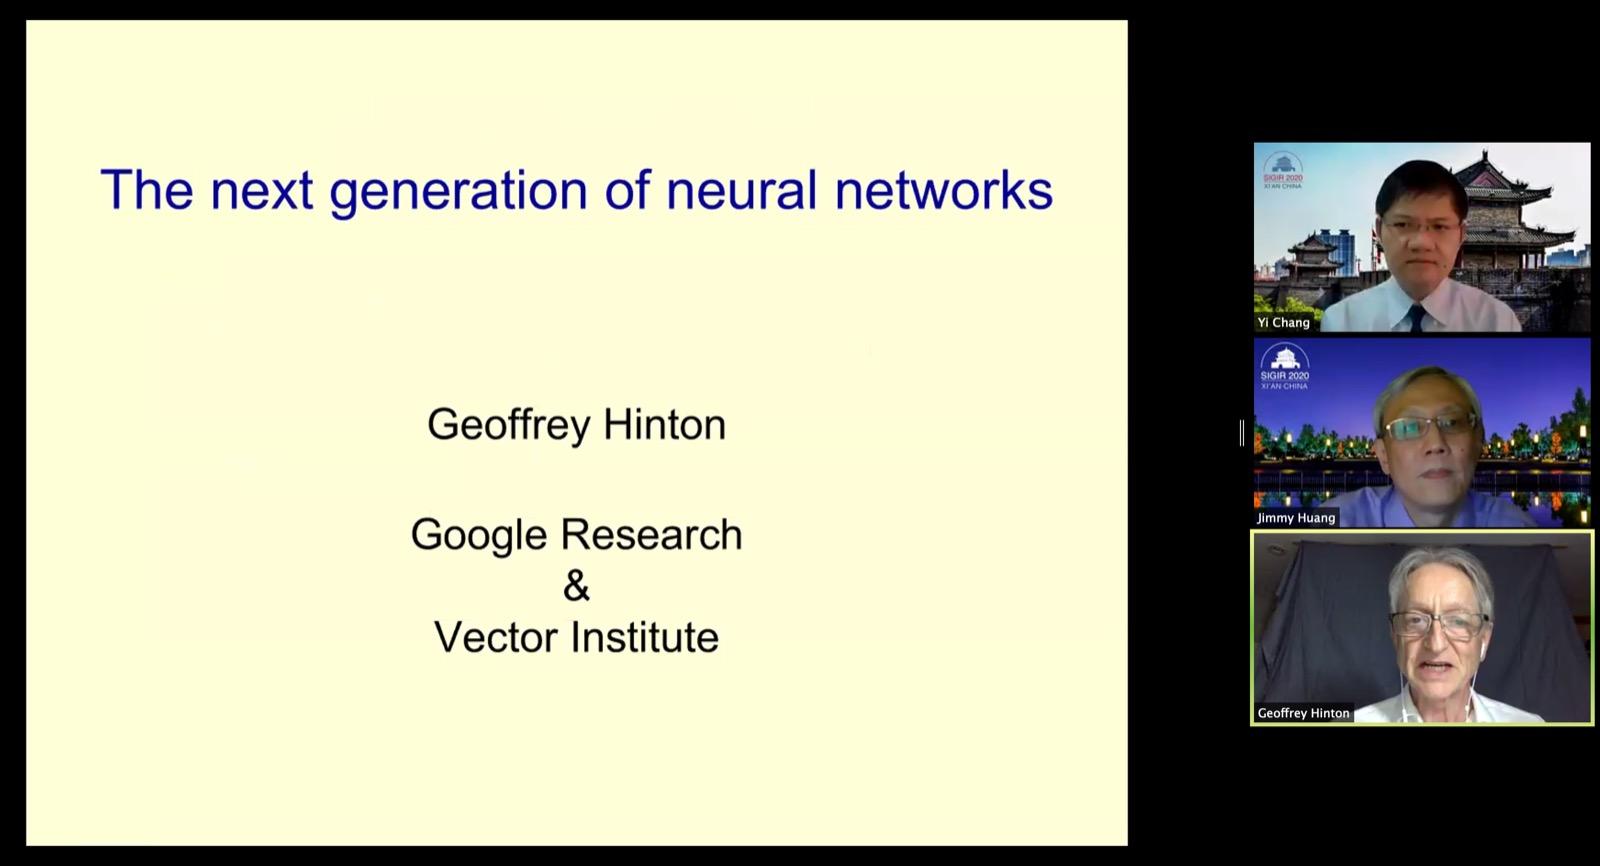 The next generation of neural networks
Geoffrey Hinton
Google Research
&
Vector Institute
SIGIR 2020
XI'AN CHINA
Yi Chang
SIGIR 2020
XI'AN CHINA
Jimmy Huang
Geoffrey Hinton